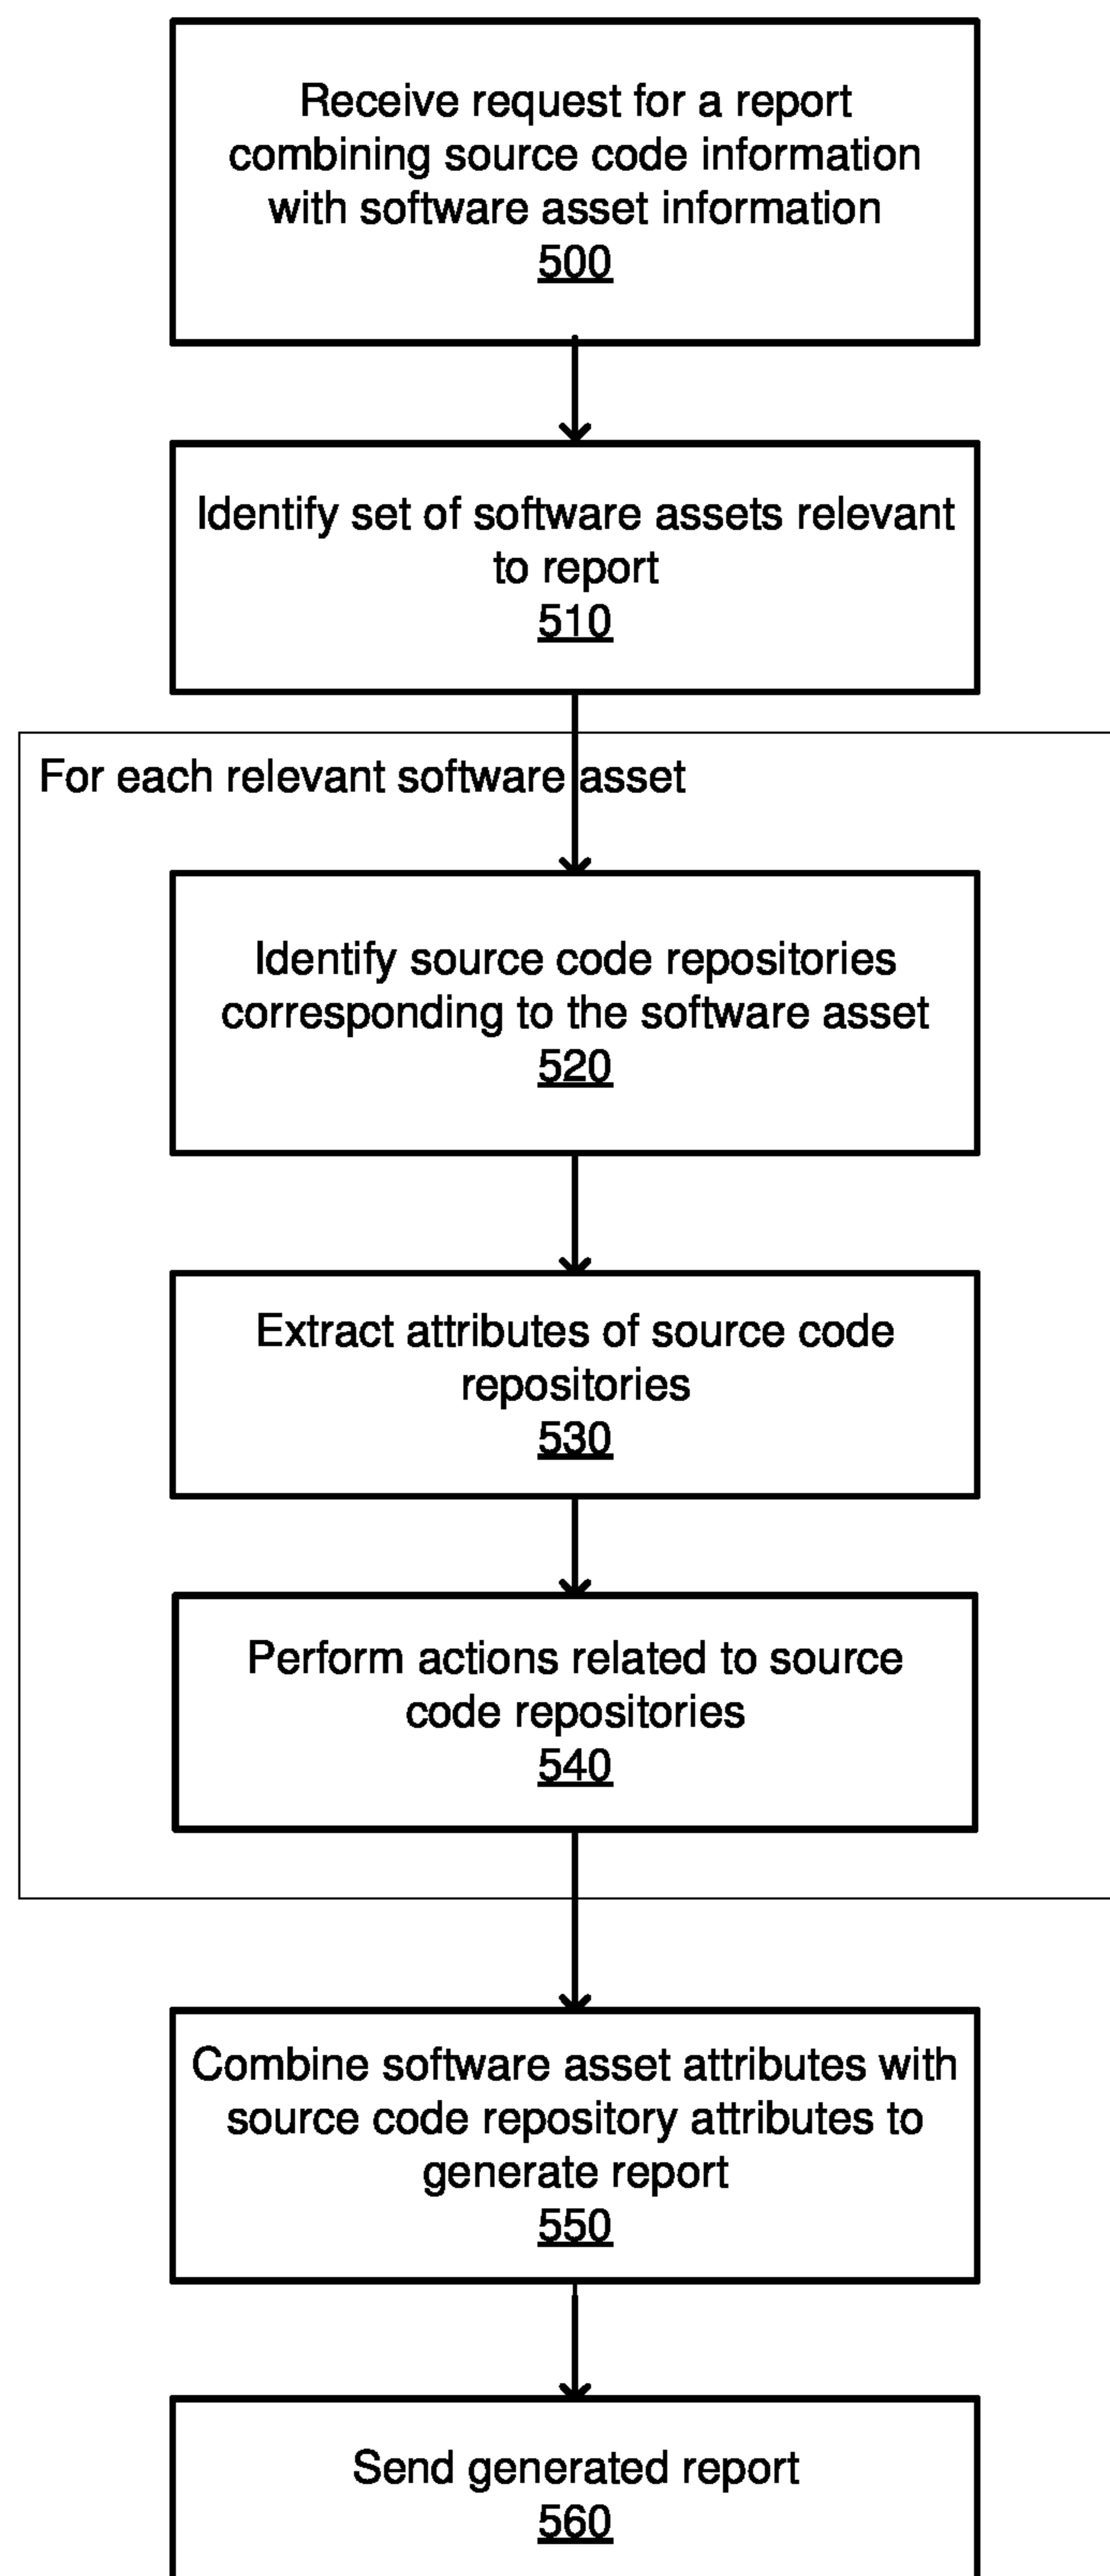 Receive request for a report
combining source code information
with software asset information
500
Identify set of software assets relevant
to report
510
For each relevant software asset
Identify source code repositories
corresponding to the software asset
520
Extract attributes of source code
repositories
530
Perform actions related to source
code repositories
540
Combine software asset attributes with
source code repository attributes to
generate report
550
Send generated report
560